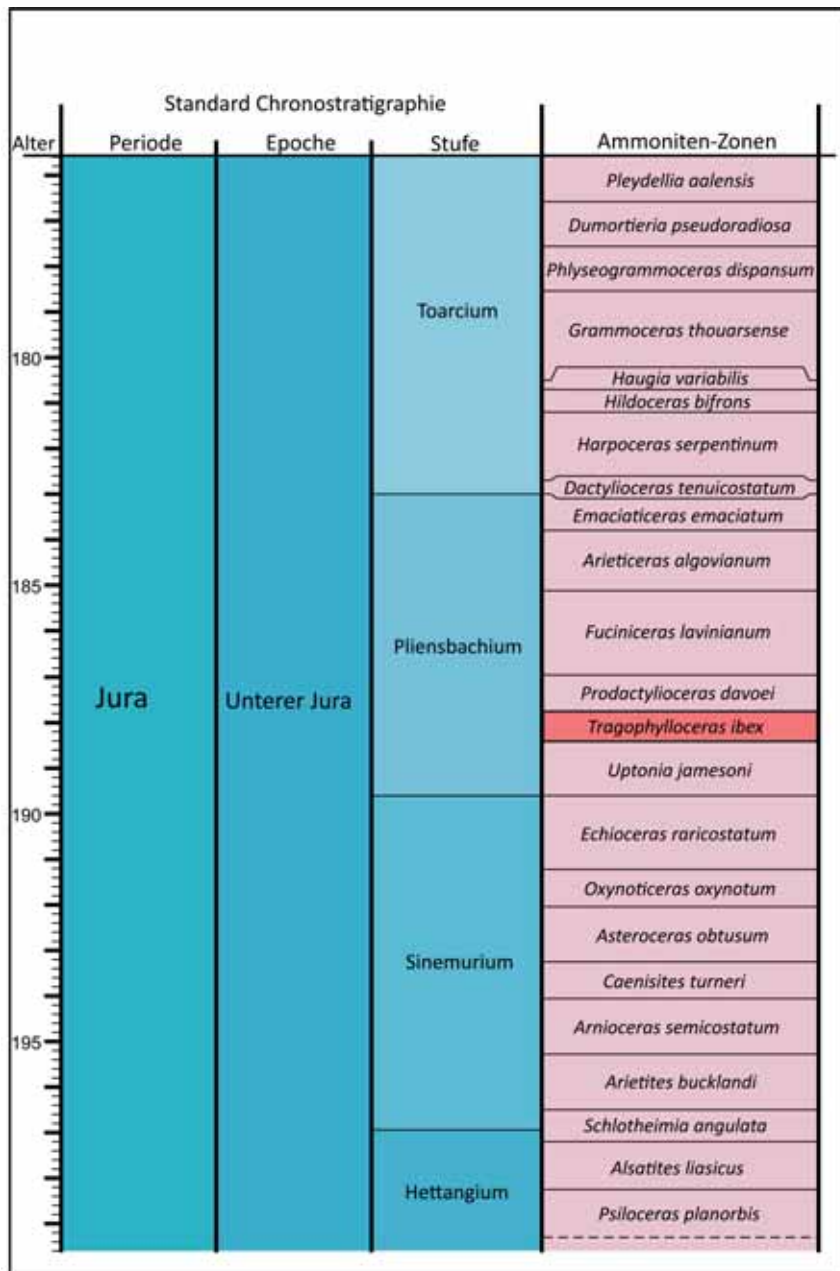 Standard Chronostratigraphie
Alter Periode Epoche Stufe Ammoniten-Zonen
Pleydellia aalensis
Dumortieria pseudoradiosa
Phlyseogrammoceras dispansum
Toarcium
Grammoceras thouarsense
180
Haugia variabilis
Hildoceras bifrons
Harpoceras serpentinum
Dactylioceras tenuicostatum
Emaciaticeras emaciatum
Arieticeras algovianum
185
Fuciniceras lavinianum
Pliensbachium
Prodactylioceras davoei
Jura
Unterer Jura
Tragophylloceras ibex
Uptonia jamesoni
190
Echioceras raricostatum
Oxynoticeras oxynotum
Asteroceras obtusum
Sinemurium
Caenisites turneri
Arnioceras semicostatum
195
Arietites bucklandi
Schlotheimia angulata
Alsatites liasicus
Hettangium
Psiloceras planorbis